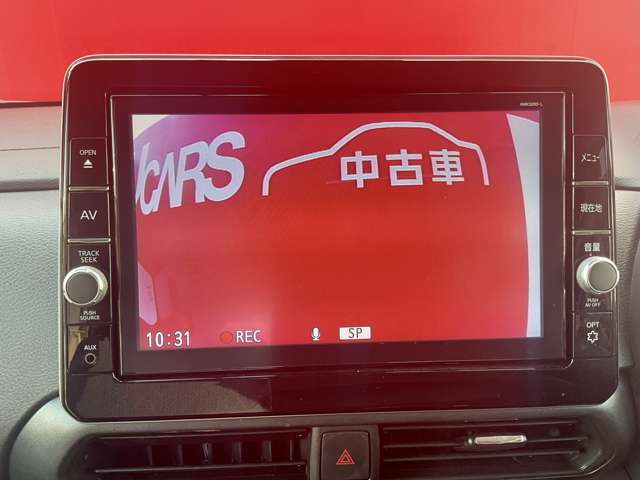 OPEN
AV
TRACK
SEEK
PUSH
SOURCE
AUX
CARS
中古車
10:31
REC
SP
メニュー
現在地
音量
PUSH
AV OFF
OPT